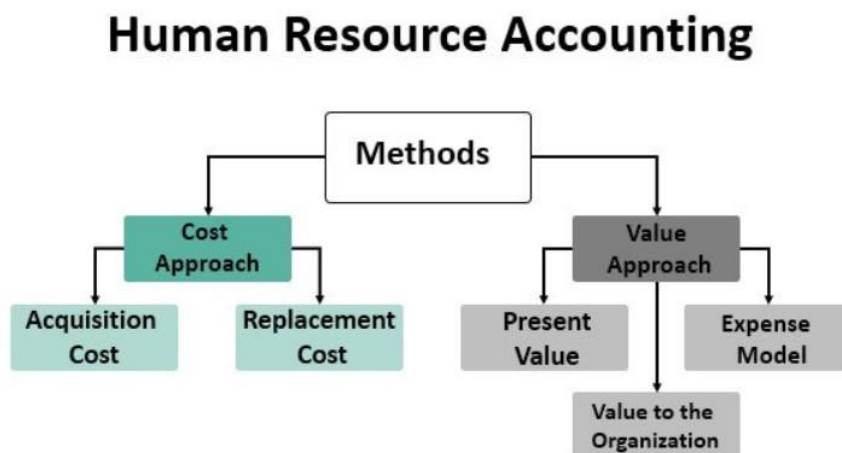 Human Resource Accounting
Methods
Cost
Approach
Value
Approach
Acquisition
Cost
Replacement
Cost
Present
Value
Expense
Model
Value to the
Organization